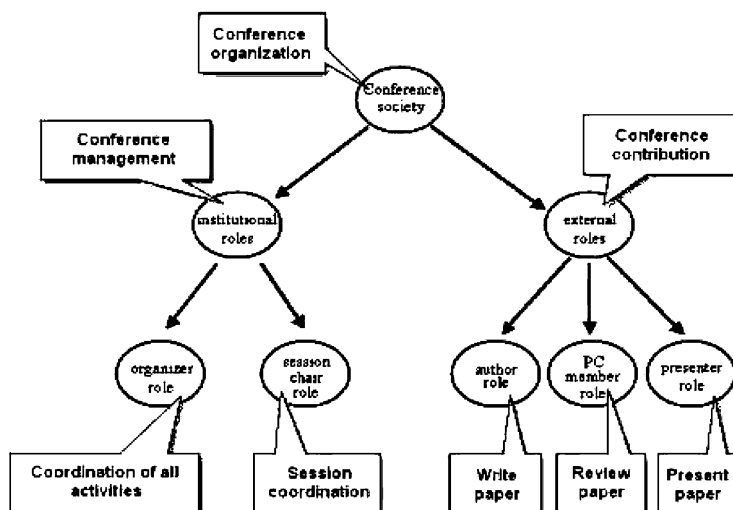 Conference
organization
Conference
society
Conference
management
Conference
contribution
institutional
roles
external
roles
organizer
role
session
chair role
author
role
PC
member
role
presenter
role
Coordination of all
activities
Session
coordination
Write
paper
Review
paper
Present
paper